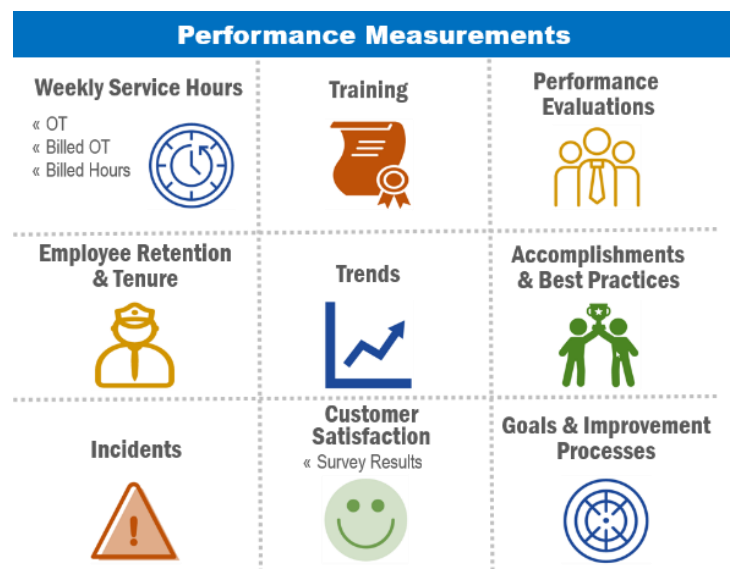 Performance Measurements
Weekly Service Hours
« OT
« Billed OT
« Billed Hours
Training
Performance
Evaluations
Employee Retention
& Tenure
Trends
Accomplishments
& Best Practices
Incidents
!
Customer
Satisfaction
« Survey Results
Goals & Improvement
Processes